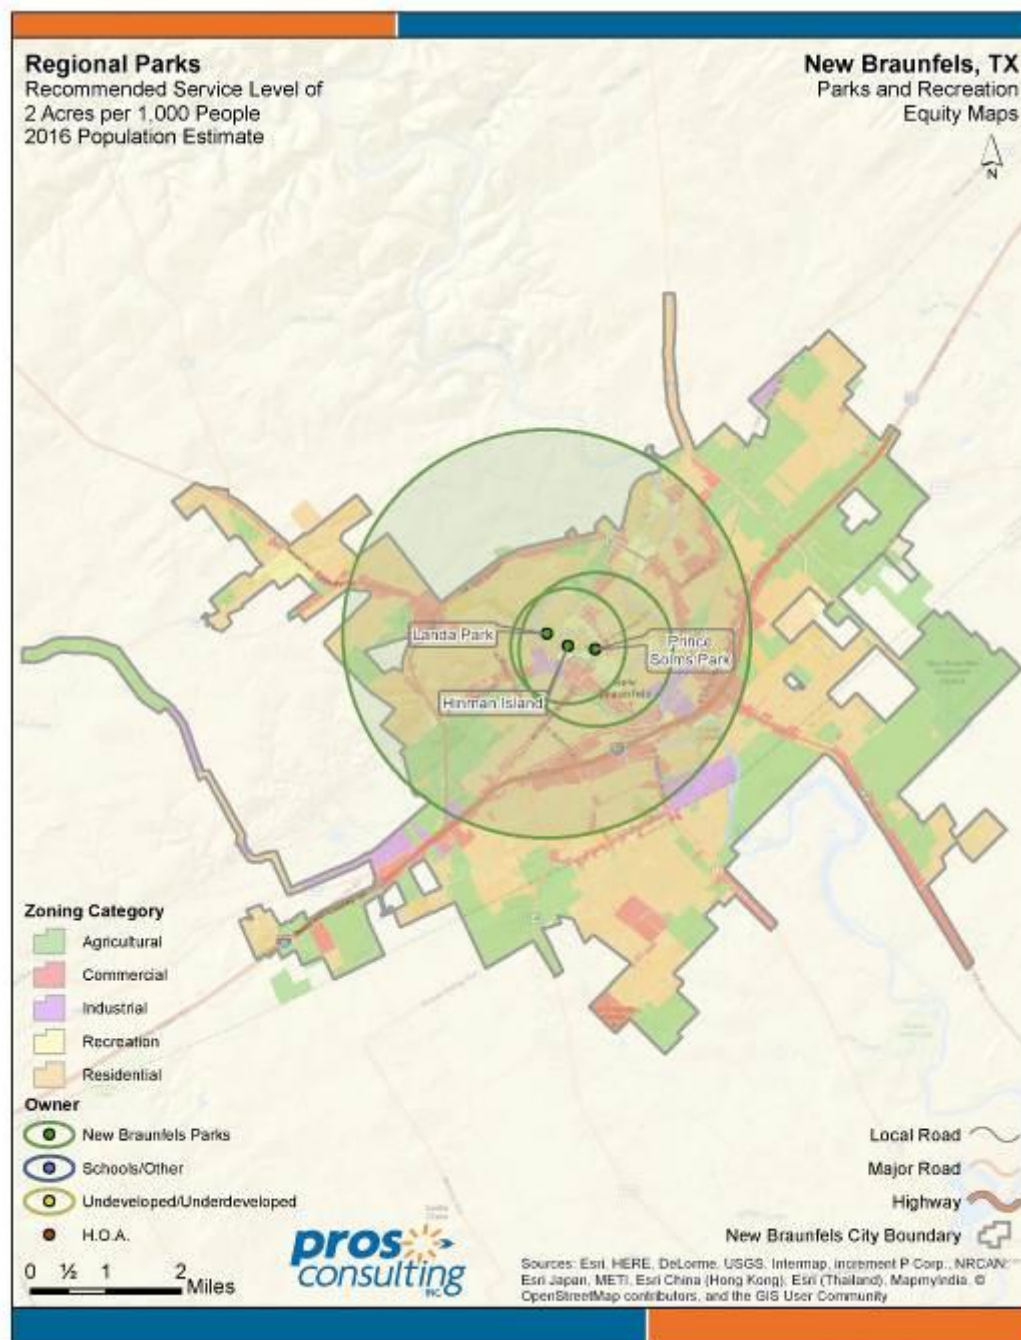 Regional Parks
Recommended Service Level of
2 Acres per 1,000 People
2016 Population Estimate
New Braunfels, TX
Parks and Recreation
Equity Maps
N
Landa Park
Prince
Solms Park
New
Braunfels
Hinman Island
Zoning Category
Agricultural
Commercial
Industrial
Recreation
Residential
Owner
New Braunfels Parks
Schools/Other
Undeveloped/Underdeveloped
H.O.A.
0 ½ 1 2 Miles
pros
consulting
INC
Local Road
Major Road
Highway
New Braunfels City Boundary
Sources: Esri, HERE, DeLorme, USGS, Intermap, increment P Corp., NRCAN,
Esri Japan, METI, Esri China (Hong Kong), Esri (Thailand), MapmyIndia, ©
OpenStreetMap contributors, and the GIS User Community